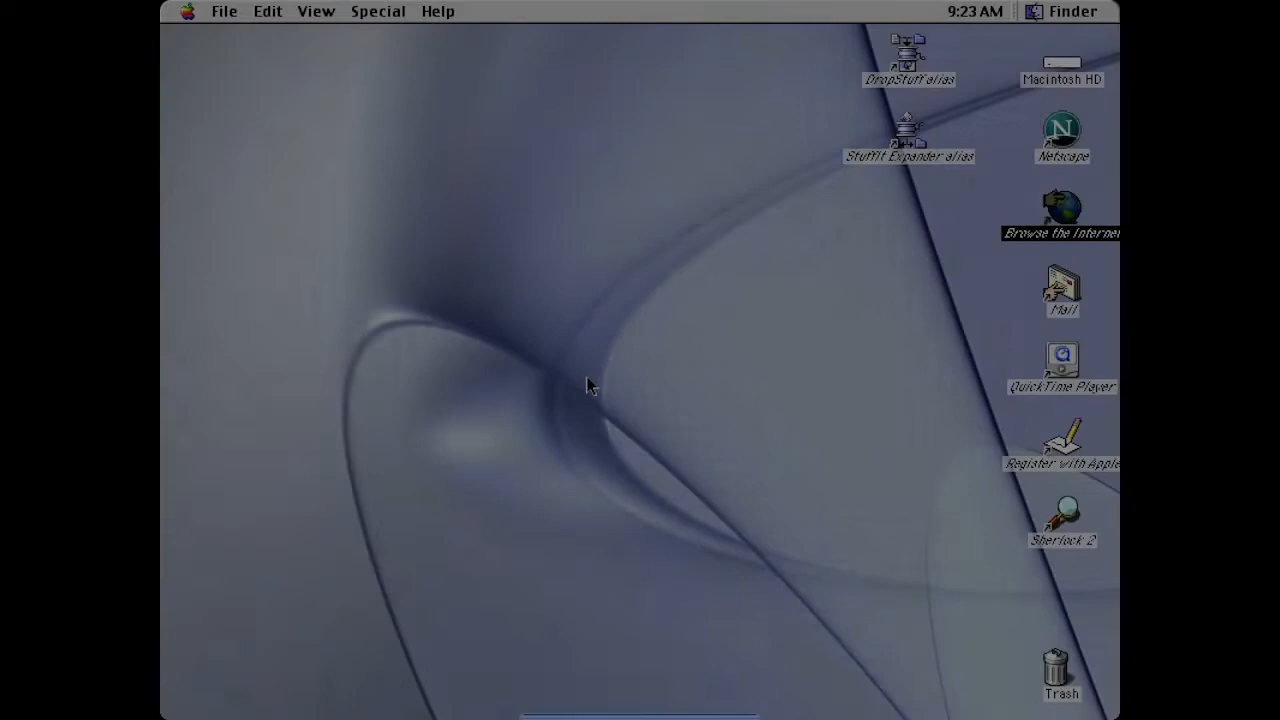 File Edit View Special Help 9:23 AM Finder
DropStuff alias
Macintosh HD
StuffIt Expander alias
Netscape
Browse the Internet
Mail
QuickTime Player
Register with Apple
Sherlock 2
Trash